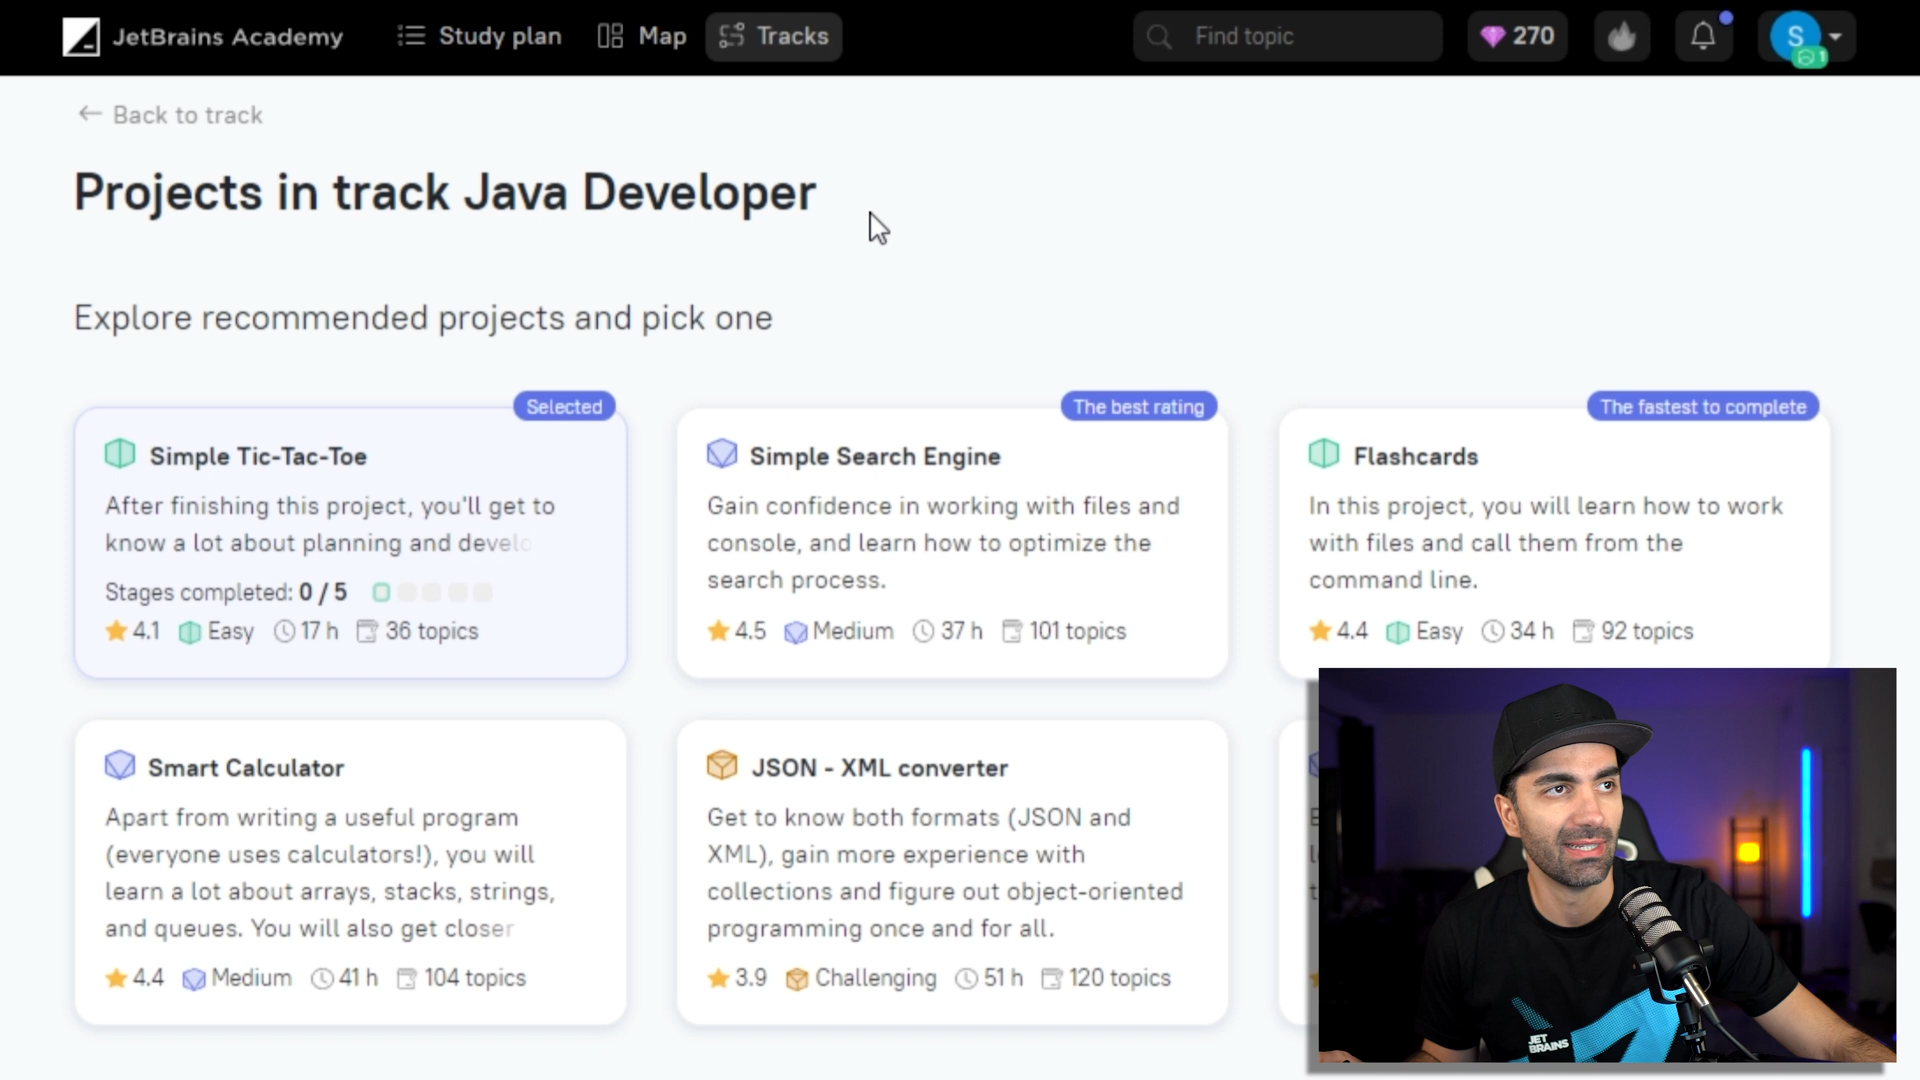 JetBrains Academy
Study plan
Map
Tracks
Find topic
270
S
1
Back to track
Projects in track Java Developer
Explore recommended projects and pick one
Selected
Simple Tic-Tac-Toe
After finishing this project, you'll get to
know a lot about planning and develo
Stages completed: 0 / 5
4.1 Easy 17 h 36 topics
The best rating
Simple Search Engine
Gain confidence in working with files and
console, and learn how to optimize the
search process.
4.5 Medium 37 h 101 topics
The fastest to complete
Flashcards
In this project, you will learn how to work
with files and call them from the
command line.
4.4 Easy 34 h 92 topics
Smart Calculator
Apart from writing a useful program
(everyone uses calculators!), you will
learn a lot about arrays, stacks, strings,
and queues. You will also get closer
4.4 Medium 41 h 104 topics
JSON - XML converter
Get to know both formats (JSON and
XML), gain more experience with
collections and figure out object-oriented
programming once and for all.
3.9 Challenging 51 h 120 topics
JET
BRAINS